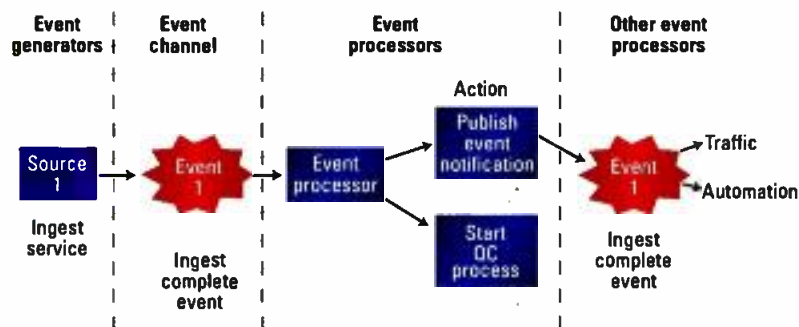 Event
generators
Event
channel
Event
processors
Other event
processors
Source
1
Ingest
service
Event
1
Ingest
complete
event
Event
processor
Action
Publish
event
notification
Start
QC
process
Event
1
Ingest
complete
event
Traffic
Automation